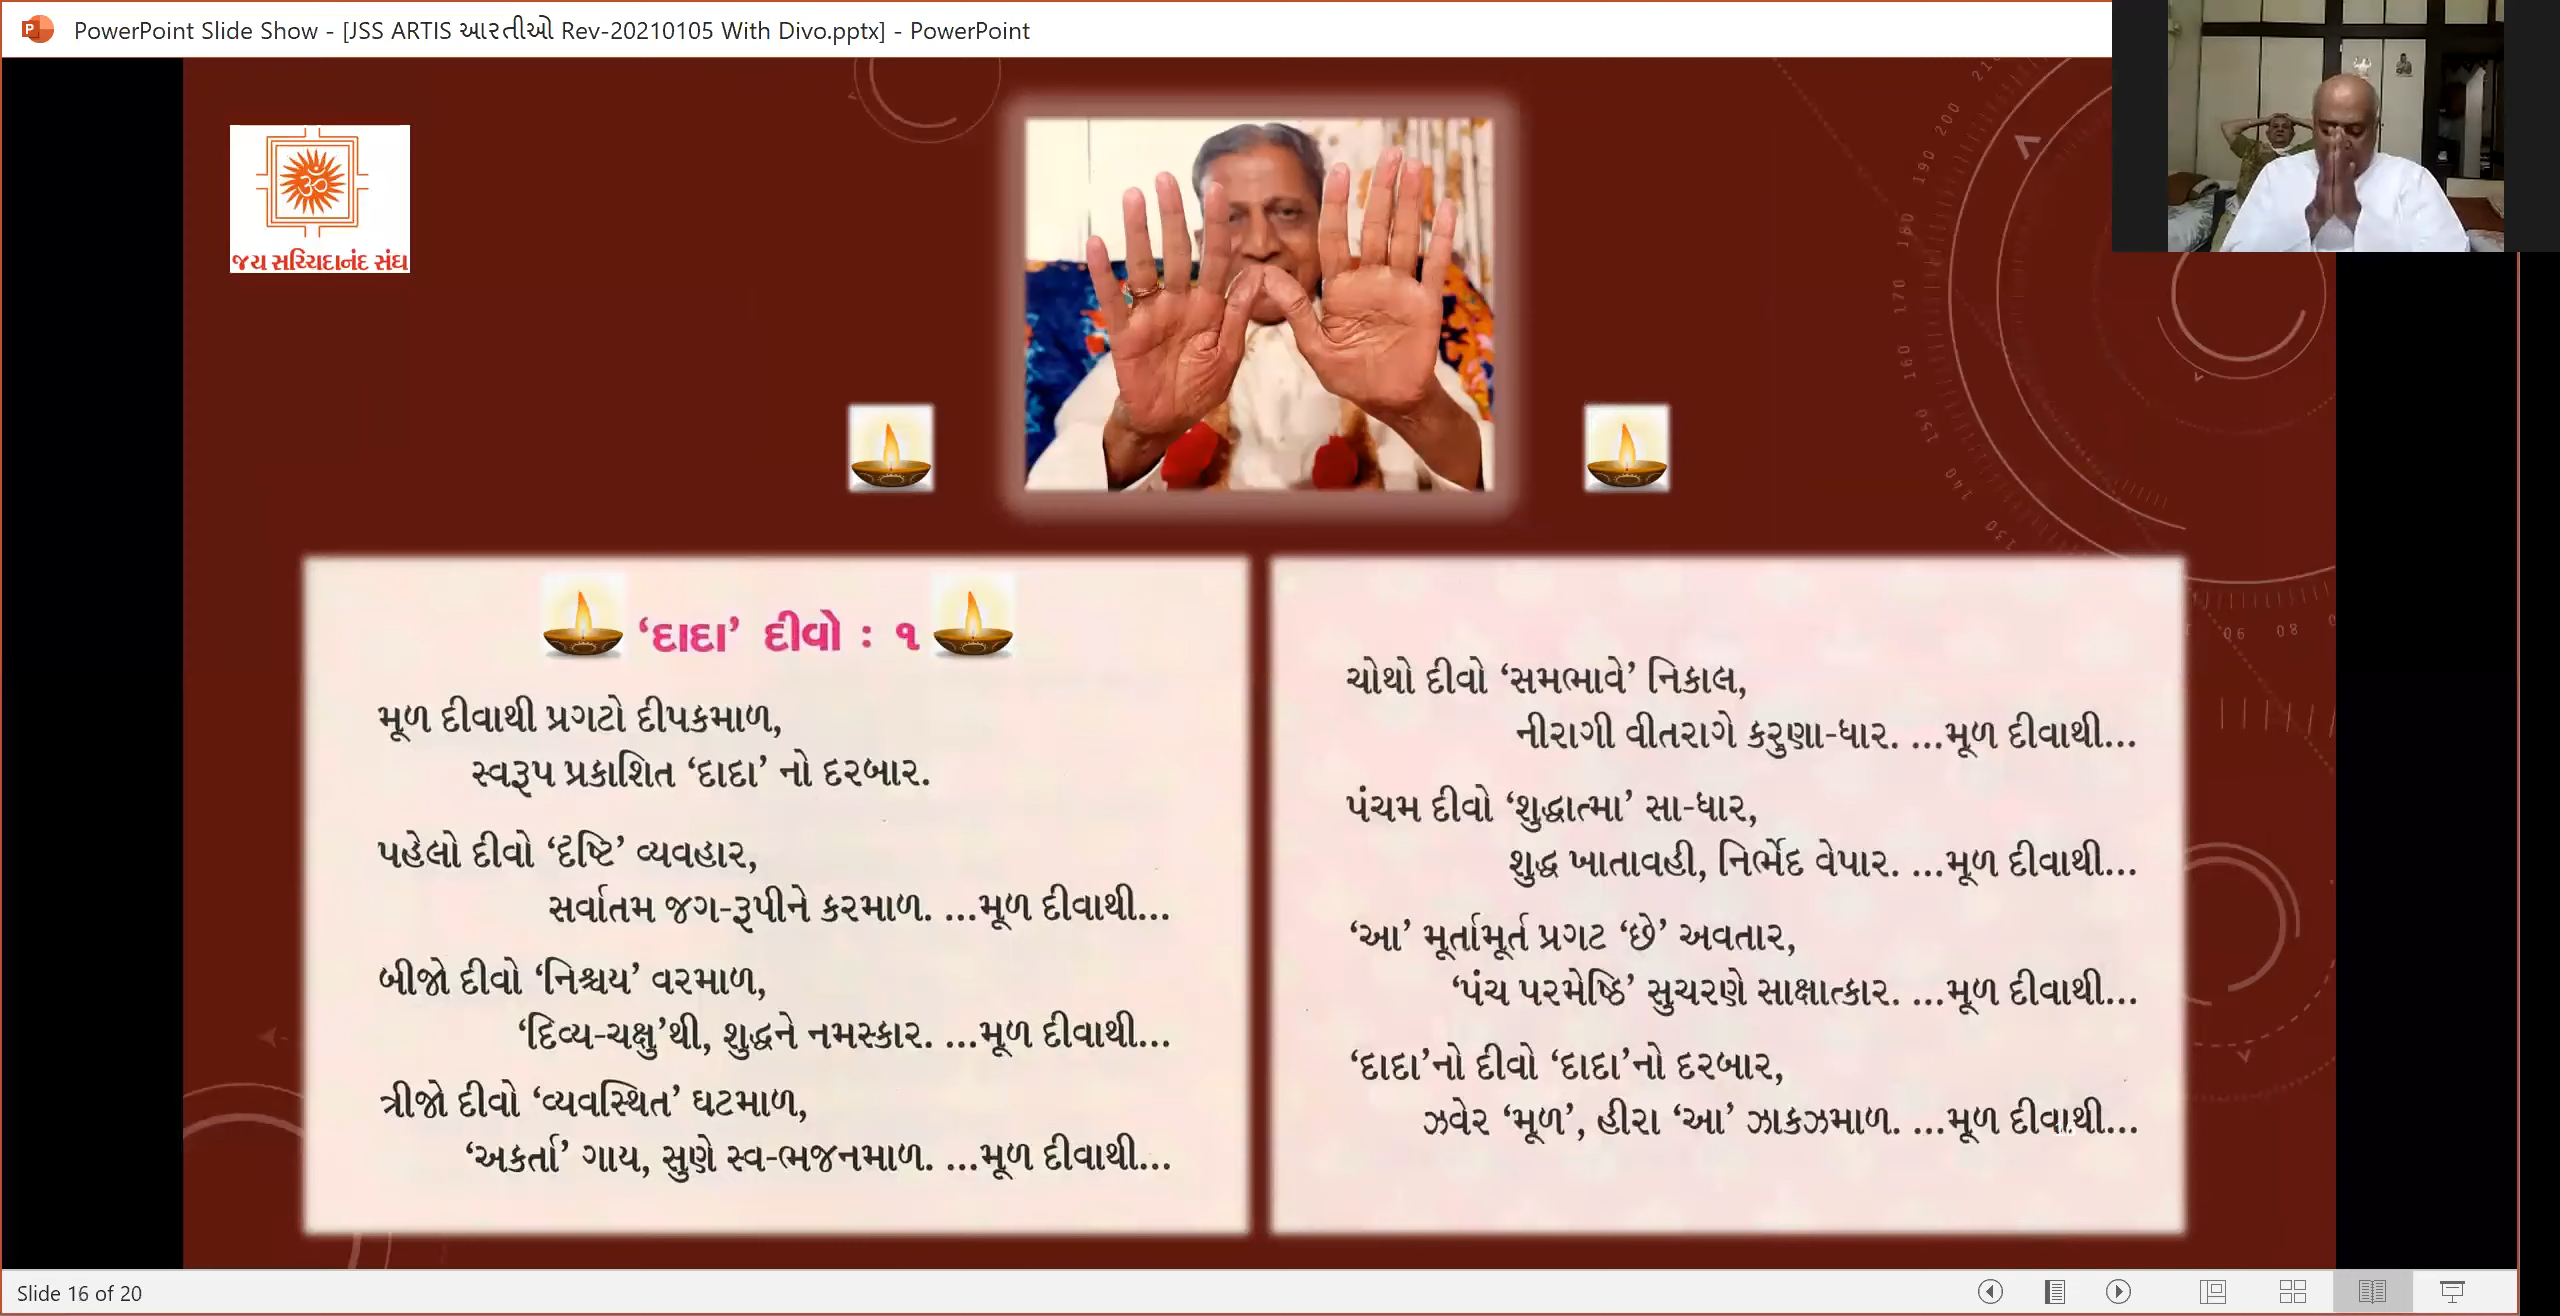 PowerPoint Slide Show - [JSS ARTIS આરતીઓ Rev-20210105 With Divo.pptx] - PowerPoint
જય સચ્ચિદાનંદ સંઘ
‘દાદા’ દીવો : ૧
મૂળ દીવાથી પ્રગટો દીપકમાળ,
સ્વરૂપ પ્રકાશિત ‘દાદા’ નો દરબાર.
પહેલો દીવો ‘દૃષ્ટિ’ વ્યવહાર,
સર્વાતમ જગ-રૂપીને કરમાળ. ...મૂળ દીવાથી...
બીજો દીવો ‘નિશ્ચય’ વરમાળ,
‘દિવ્ય-ચક્ષુ’થી, શુદ્ધને નમસ્કાર. ...મૂળ દીવાથી...
ત્રીજો દીવો ‘વ્યવસ્થિત’ ઘટમાળ,
‘અકર્તા’ ગાય, સુણે સ્વ-ભજનમાળ. ...મૂળ દીવાથી...
ચોથો દીવો ‘સમભાવે’ નિકાલ,
નીરાગી વીતરાગે કરુણા-ધાર. ...મૂળ દીવાથી...
પંચમ દીવો ‘શુદ્ધાત્મા’ સા-ધાર,
શુદ્ધ ખાતાવહી, નિર્ભેદ વેપાર. ...મૂળ દીવાથી...
‘આ’ મૂર્તામૂર્ત પ્રગટ ‘છે’ અવતાર,
‘પંચ પરમેષ્ઠિ’ સુચરણે સાક્ષાત્કાર. ...મૂળ દીવાથી...
‘દાદા’નો દીવો ‘દાદા’નો દરબાર,
ઝવેર ‘મૂળ’, હીરા ‘આ’ ઝાકઝમાળ. ...મૂળ દીવાથી...
Slide 16 of 20